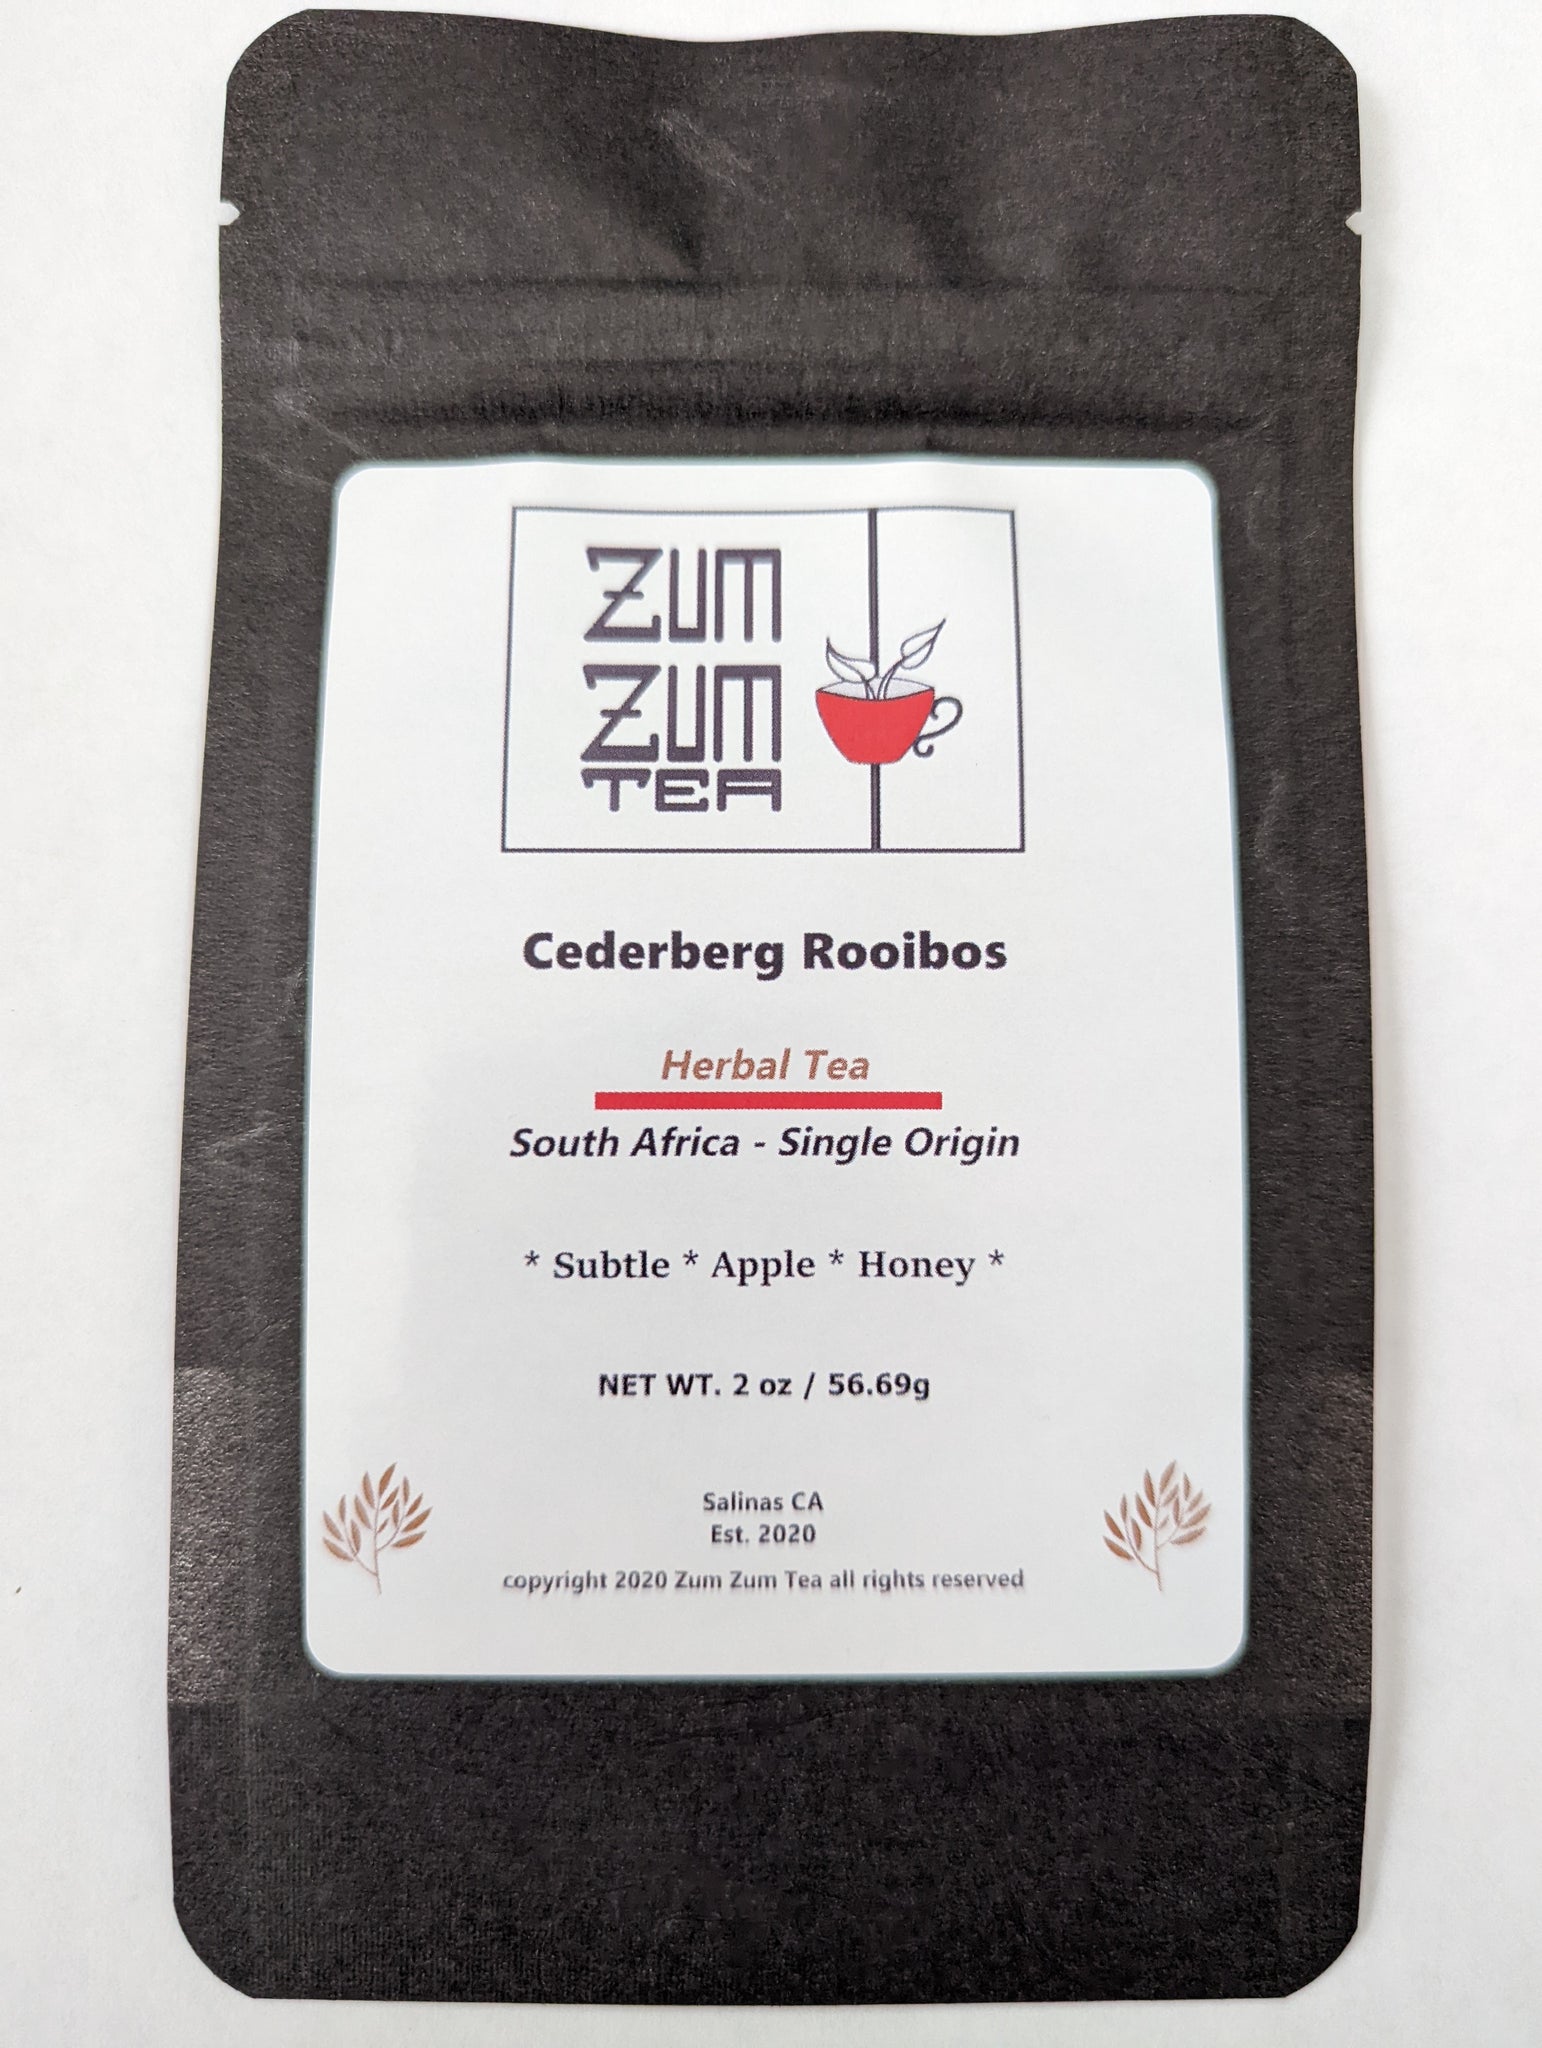 ZUM
ZUM
TEA
Cederberg Rooibos
Herbal Tea
South Africa - Single Origin
* Subtle * Apple * Honey *
NET WT. 2 oz / 56.69g
Salinas CA
Est. 2020
copyright 2020 Zum Zum Tea all rights reserved